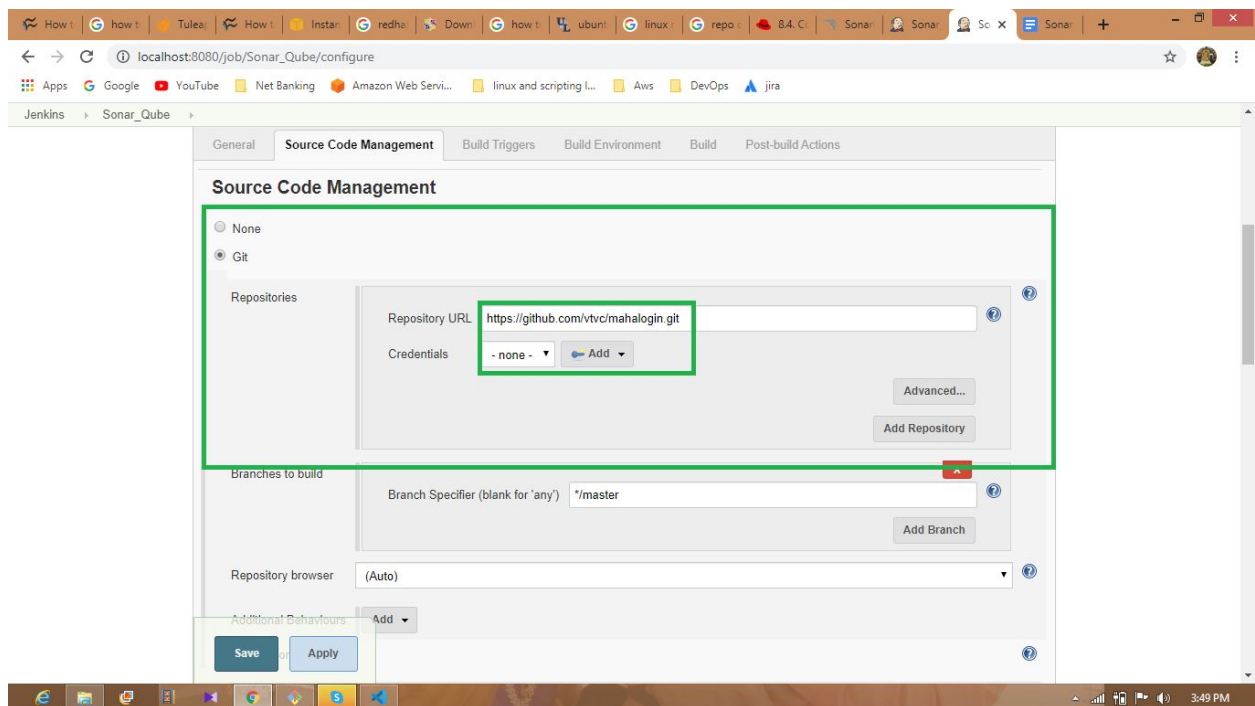 How t
how t
Tulea
How t
Instan
redha
Down
how t
ubunt
linux r
repo c
8.4. C
Sonar
Sonar
So
Sonar
localhost:8080/job/Sonar_Qube/configure
Apps Google YouTube Net Banking Amazon Web Servi... linux and scripting l... Aws DevOps jira
Jenkins Sonar_Qube
General Source Code Management Build Triggers Build Environment Build Post-build Actions
Source Code Management
None
Git
Repositories
Repository URL https://github.com/vtvc/mahalogin.git
Credentials - none - Add
Advanced...
Add Repository
Branches to build
X
Branch Specifier (blank for 'any') */master
Add Branch
Repository browser (Auto)
Additional Behaviours Add
Save Apply
3:49 PM